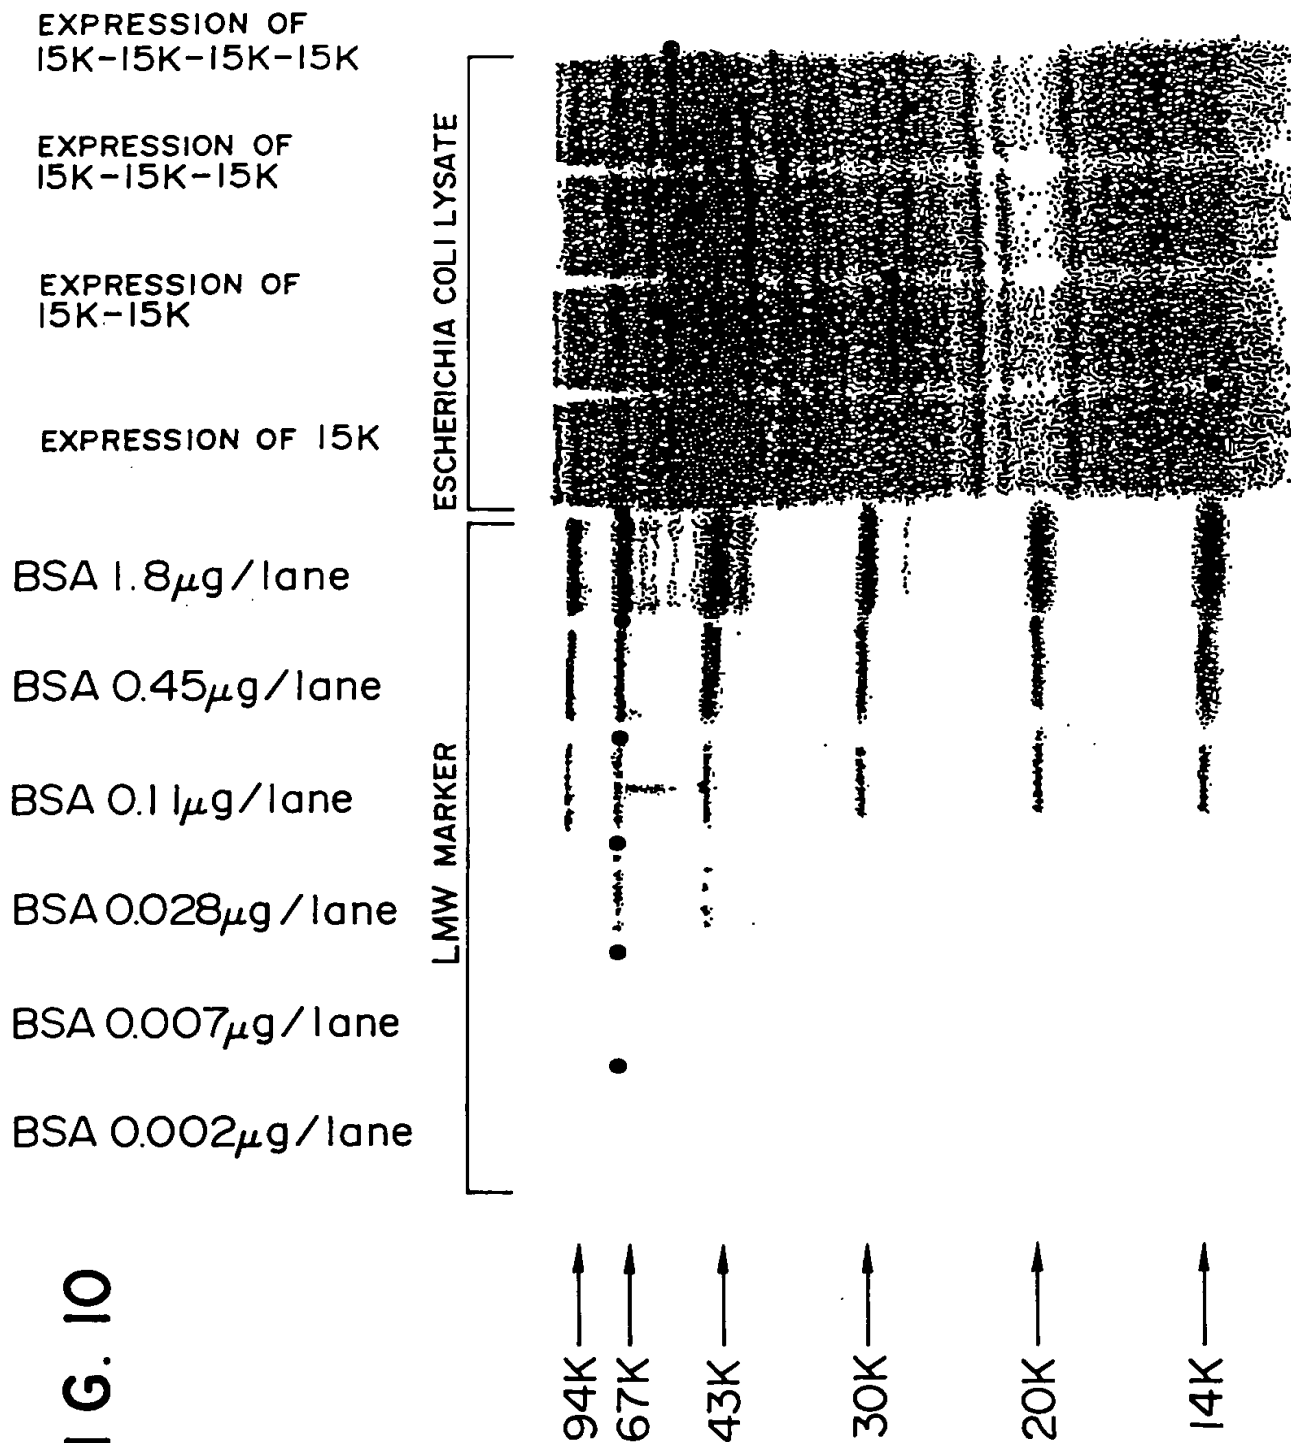 EXPRESSION OF
15K-15K-15K-15K
EXPRESSION OF
15K-15K-15K
EXPRESSION OF
15K-15K
EXPRESSION OF 15K
ESCHERICHIA COLI LYSATE
BSA 1.8μg/lane
BSA 0.45μg/lane
BSA 0.11μg/lane
BSA 0.028μg/lane
BSA 0.007μg/lane
BSA 0.002μg/lane
LMW MARKER
94K
67K
43K
30K
20K
14K
IG. 10